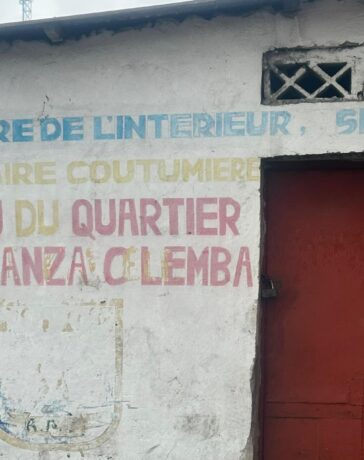 RE DE L'INTERIEUR, S
AIRE COUTUMIERE
U DU QUARTIER
ANZA C/LEMBA
R.P.